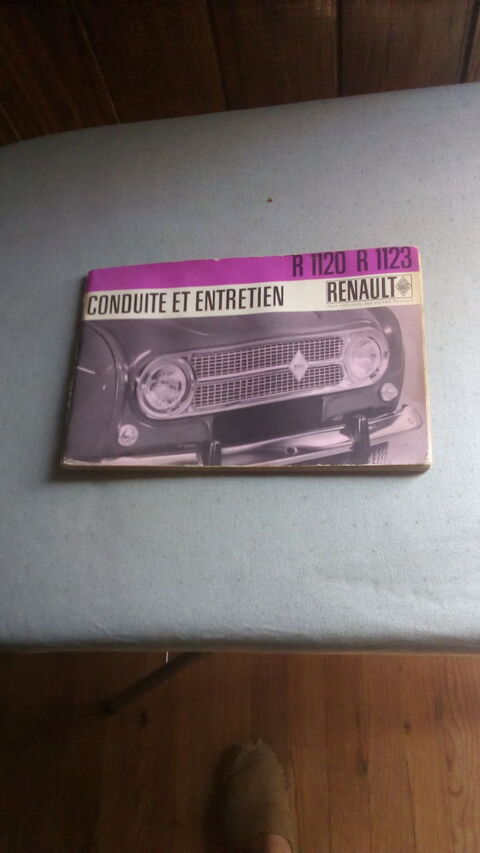 R 1120 R 1123
CONDUITE ET ENTRETIEN
RENAULT